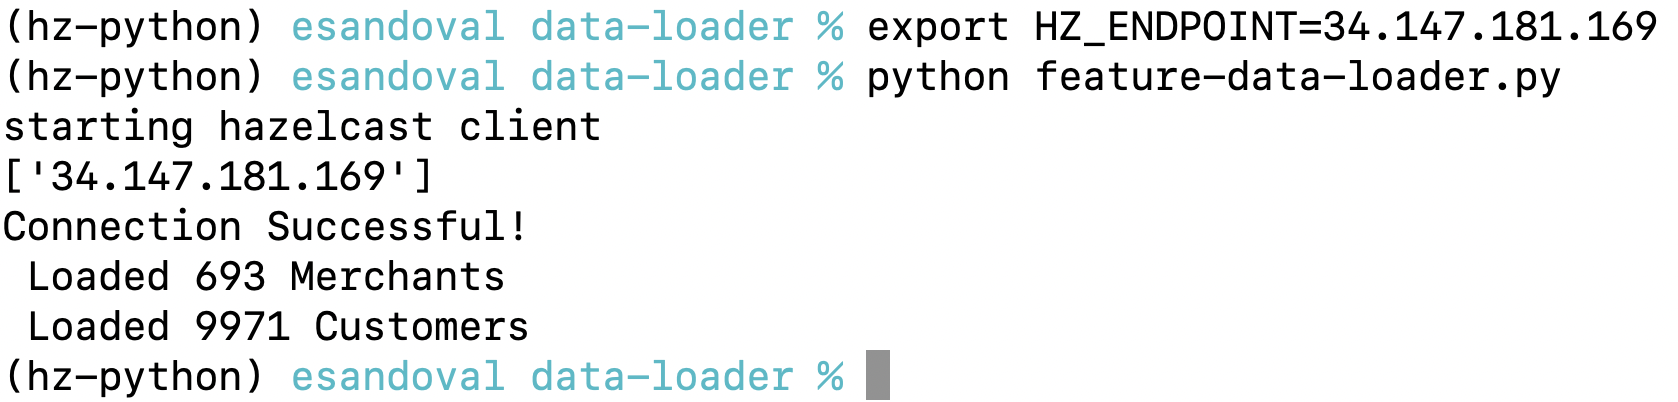 (hz-python) esandoval data-loader % export HZ_ENDPOINT=34.147.181.169
(hz-python) esandoval data-loader % python feature-data-loader.py
starting hazelcast client
['34.147.181.169']
Connection Successful!
 Loaded 693 Merchants
 Loaded 9971 Customers
(hz-python) esandoval data-loader %